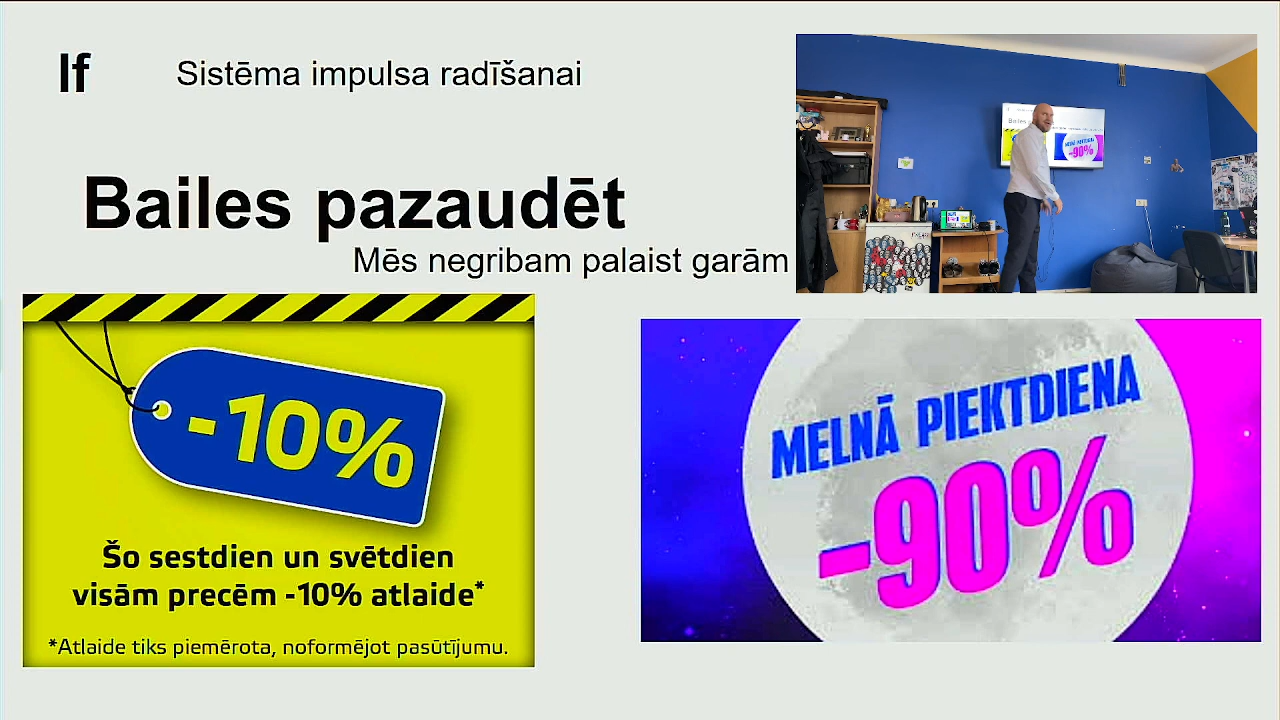 If
Sistēma impulsa radīšanai
Bailes pazaudēt
Mēs negribam palaist garām
-10%
Šo sestdien un svētdien
visām precēm -10% atlaide*
*Atlaide tiks piemērota, noformējot pasūtījumu.
MELNĀ PIEKTDIENA
-90%
-90%